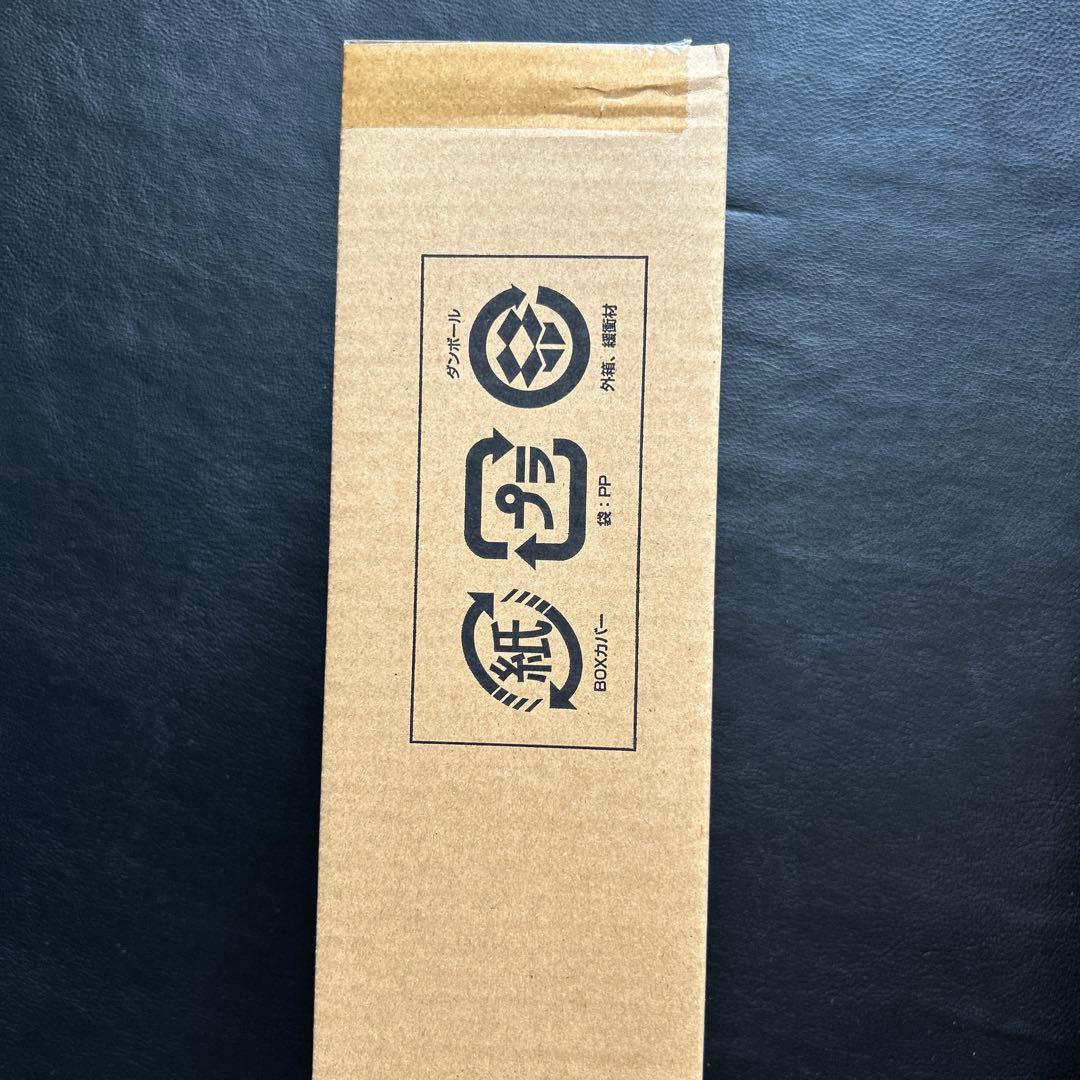 紙
BOXカバー
プラ
袋：PP
ダンボール
外箱、緩衝材